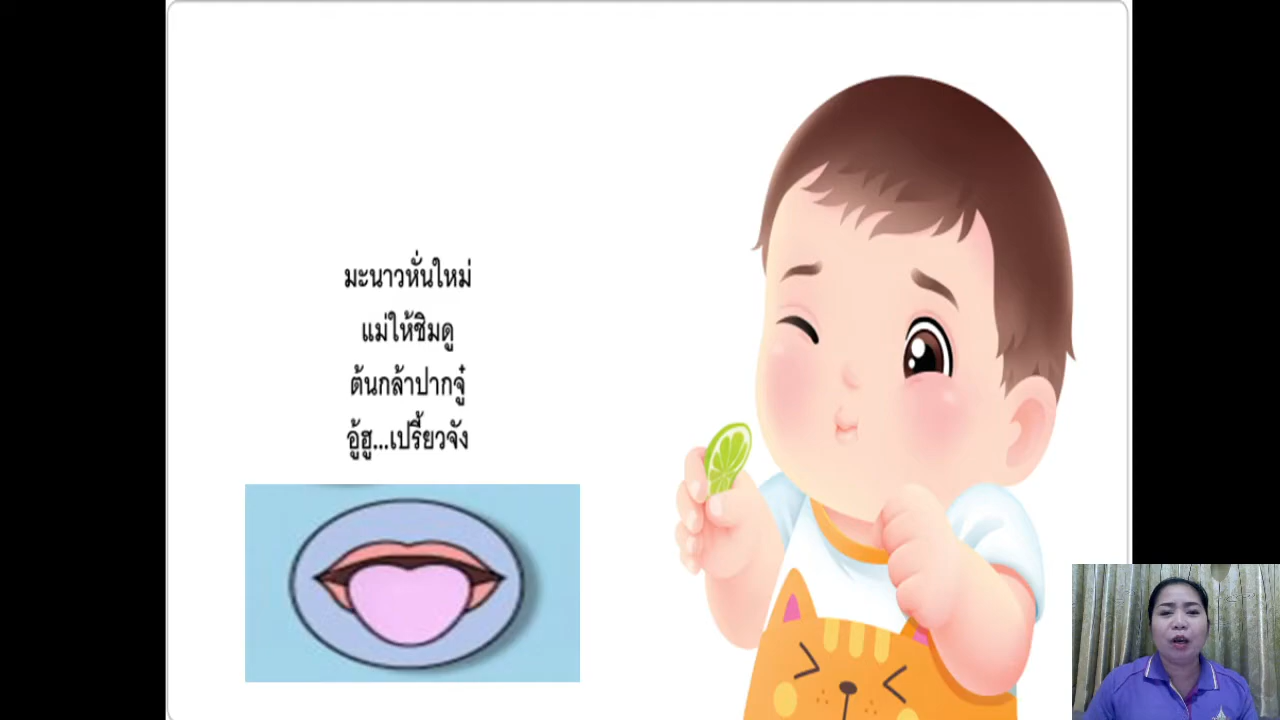 มะนาวหั่นใหม่
แม่ให้ชิมดู
ต้นกล้าปากจู๋
อู้ฮู...เปรี้ยวจัง